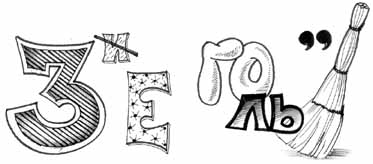 З И Е ГО ,,
ЛЬ